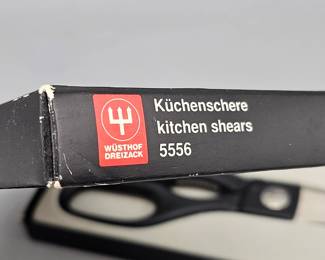 Küchenschere
kitchen shears
5556
WÜSTHOF
DREIZACK